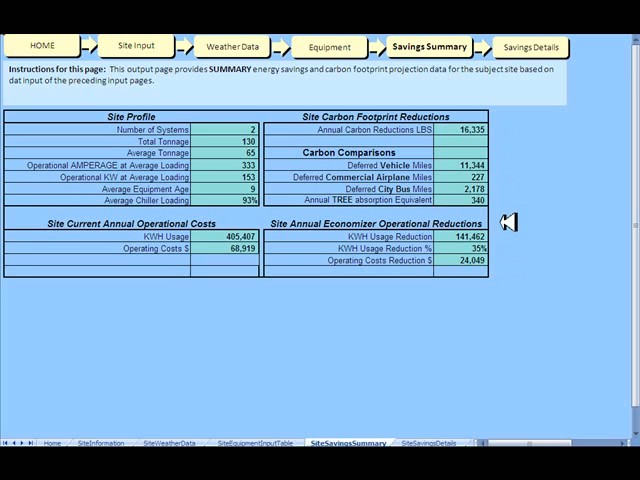 HOME Site Input Weather Data Equipment Savings Summary Savings Details
Instructions for this page: This output page provides SUMMARY energy savings and carbon footprint projection data for the subject site based on
dat input of the preceding input pages.
Site Profile Site Carbon Footprint Reductions
Number of Systems 2 Annual Carbon Reductions LBS 16,335
Total Tonnage 130
Average Tonnage 65 Carbon Comparisons
Operational AMPERAGE at Average Loading 333 Deferred Vehicle Miles 11,344
Operational KW at Average Loading 153 Deferred Commercial Airplane Miles 227
Average Equipment Age 9 Deferred City Bus Miles 2,178
Average Chiller Loading 93% Annual TREE absorption Equivalent 340
Site Current Annual Operational Costs Site Annual Economizer Operational Reductions
KWH Usage 405,407 KWH Usage Reduction 141,462
Operating Costs $ 68,919 KWH Usage Reduction % 35%
Operating Costs Reduction $ 24,049
Home SiteInformation SiteWeatherData SiteEquipmentInputTable SiteSavingsSummary SiteSavingsDetails